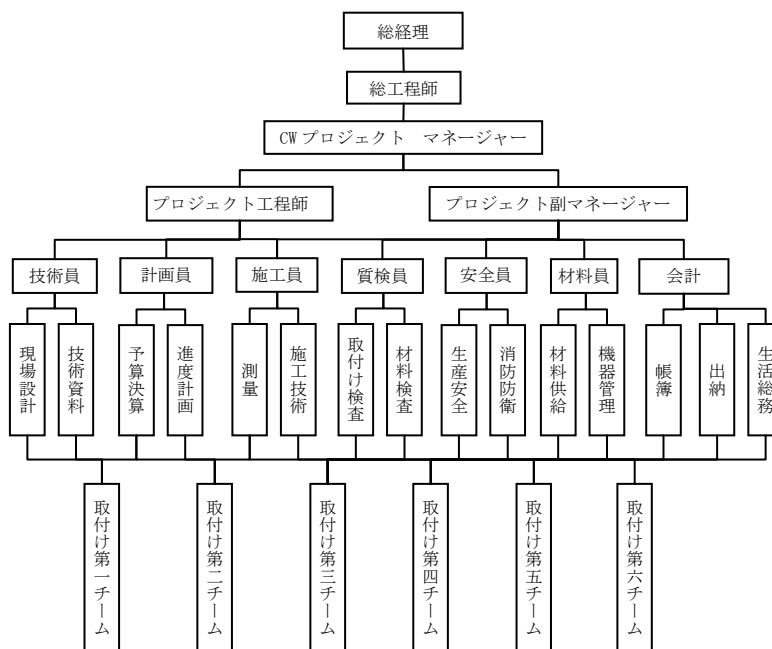 総経理
総工程師
CWプロジェクト　マネージャー
プロジェクト工程師
プロジェクト副マネージャー
技術員
計画員
施工員
質検員
安全員
材料員
会計
現場設計
技術資料
予算決算
進度計画
測量
施工技術
取付け検査
材料検査
生産安全
消防防衛
材料供給
機器管理
帳簿
出納
生活総務
取付け第一チーム
取付け第二チーム
取付け第三チーム
取付け第四チーム
取付け第五チーム
取付け第六チーム